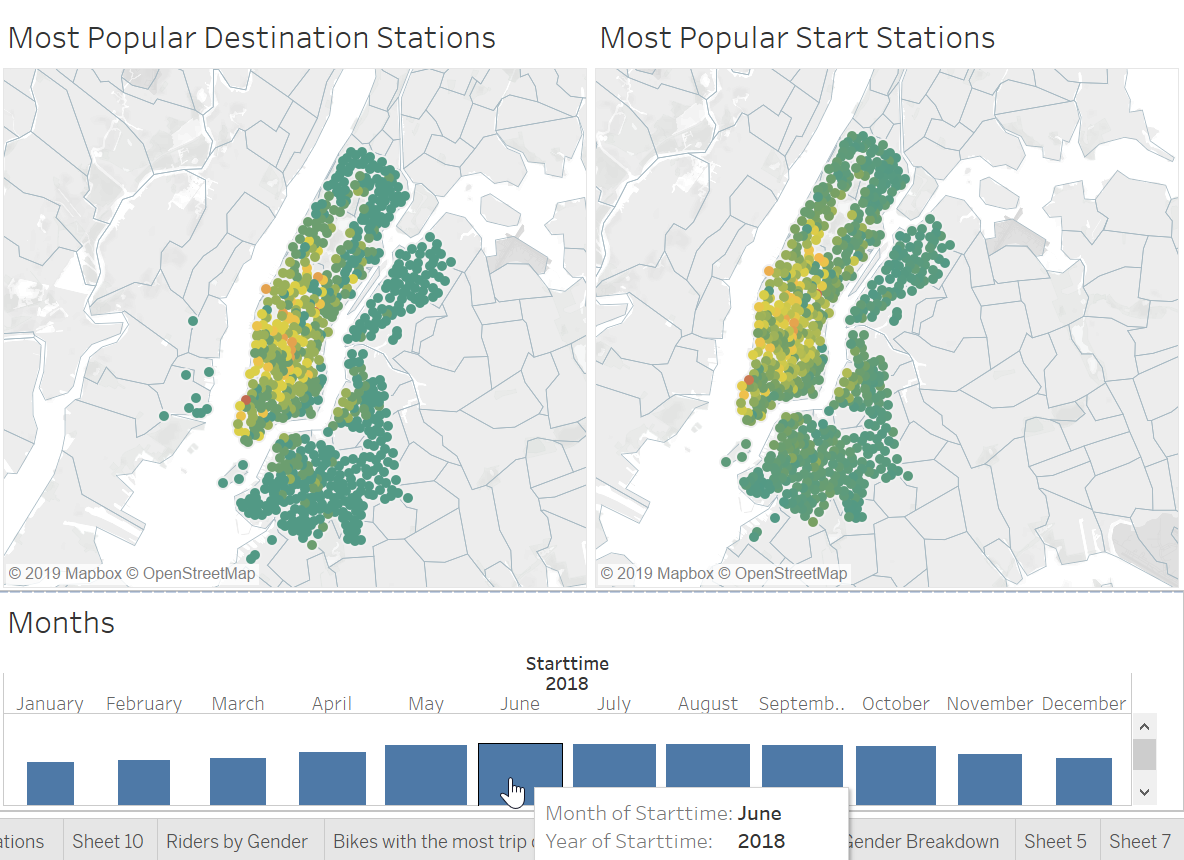 Most Popular Destination Stations
Most Popular Start Stations
© 2019 Mapbox © OpenStreetMap
© 2019 Mapbox © OpenStreetMap
Months
Starttime
2018
January February March April May June July August Septemb.. October November December
Month of Starttime: June
Year of Starttime: 2018
ations Sheet 10 Riders by Gender Bikes with the most trip Gender Breakdown Sheet 5 Sheet 7